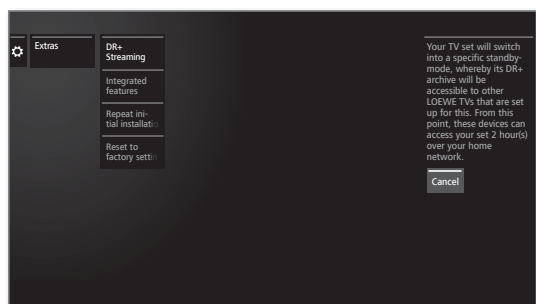 Extras
DR+
Streaming
Integrated
features
Repeat ini-
tial installatio
Reset to
factory settin
Your TV set will switch
into a specific standby-
mode, whereby its DR+
archive will be
accessible to other
LOEWE TVs that are set
up for this. From this
point, these devices can
access your set 2 hour(s)
over your home
network.
Cancel